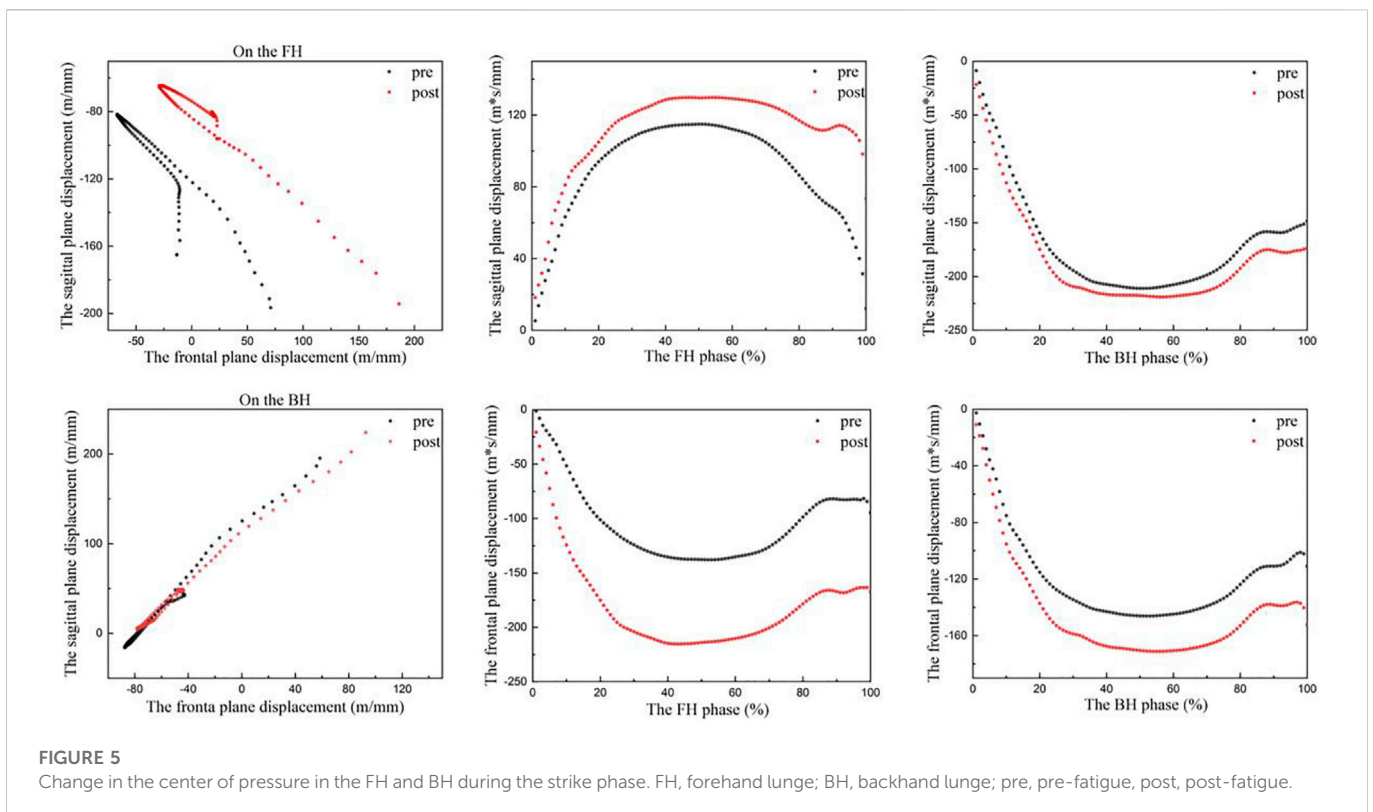 On the FH
The sagittal plane displacement (m/mm)
-80
-120
-160
-200
-50 0 50 100 150 200
The frontal plane displacement (m/mm)
pre
post
The sagittal plane displacement (m*s/mm)
120
80
40
0
0 20 40 60 80 100
The FH phase (%)
pre
post
The sagittal plane displacement (m*s/mm)
0
-50
-100
-150
-200
-250
0 20 40 60 80 100
The BH phase (%)
pre
post
On the BH
The sagittal plane displacement (m/mm)
200
100
0
-80 -40 0 40 80 120
The fronta plane displacement (m/mm)
pre
post
The frontal plane displacement (m*s/mm)
0
-50
-100
-150
-200
-250
0 20 40 60 80 100
The FH phase (%)
pre
post
The frontal plane displacement (m*s/mm)
0
-40
-80
-120
-160
0 20 40 60 80 100
The BH phase (%)
pre
post
FIGURE 5
Change in the center of pressure in the FH and BH during the strike phase. FH, forehand lunge; BH, backhand lunge; pre, pre-fatigue, post, post-fatigue.